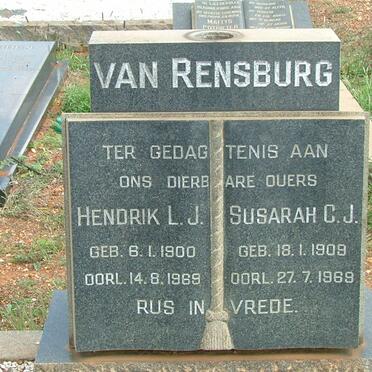 VAN RENSBURG
TER GEDAGTENIS AAN
ONS DIERBARE OUERS
HENDRIK L.J. SUSARAH C.J.
GEB. 6.1.1900 GEB. 18.1.1909
OORL. 14.8.1969 OORL. 27.7.1969
RUS IN VREDE.